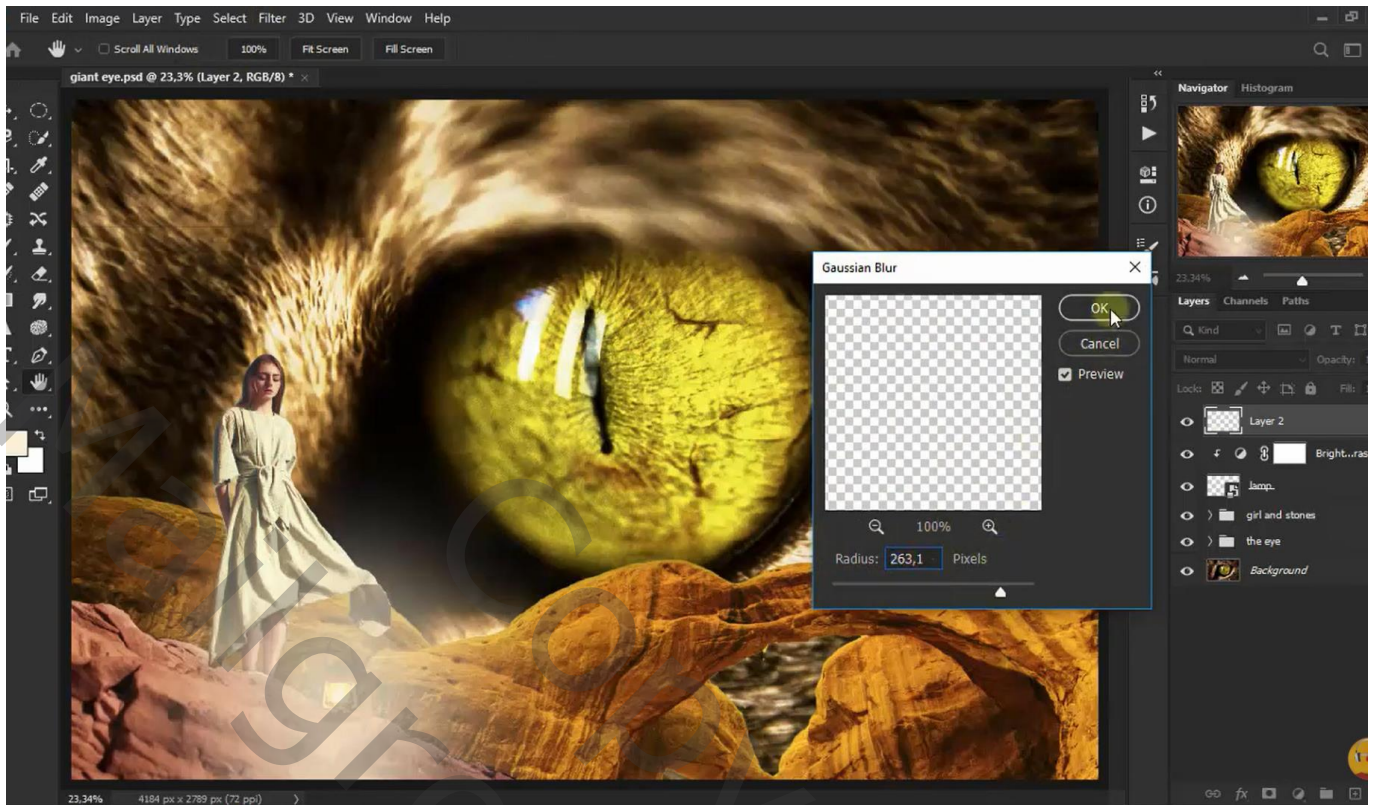 File Edit Image Layer Type Select Filter 3D View Window Help
Scroll All Windows 100% Fit Screen Fill Screen
giant eye.psd @ 23,3% (Layer 2, RGB/8) *
Navigator Histogram
23,34%
Layers Channels Paths
Kind
Normal Opacity:
Lock: Fill:
Layer 2
Bright...ras
lamp
girl and stones
the eye
Background
Gaussian Blur
OK
Cancel
Preview
100%
Radius: 263,1 Pixels
23,34% 4184 px x 2789 px (72 ppi)